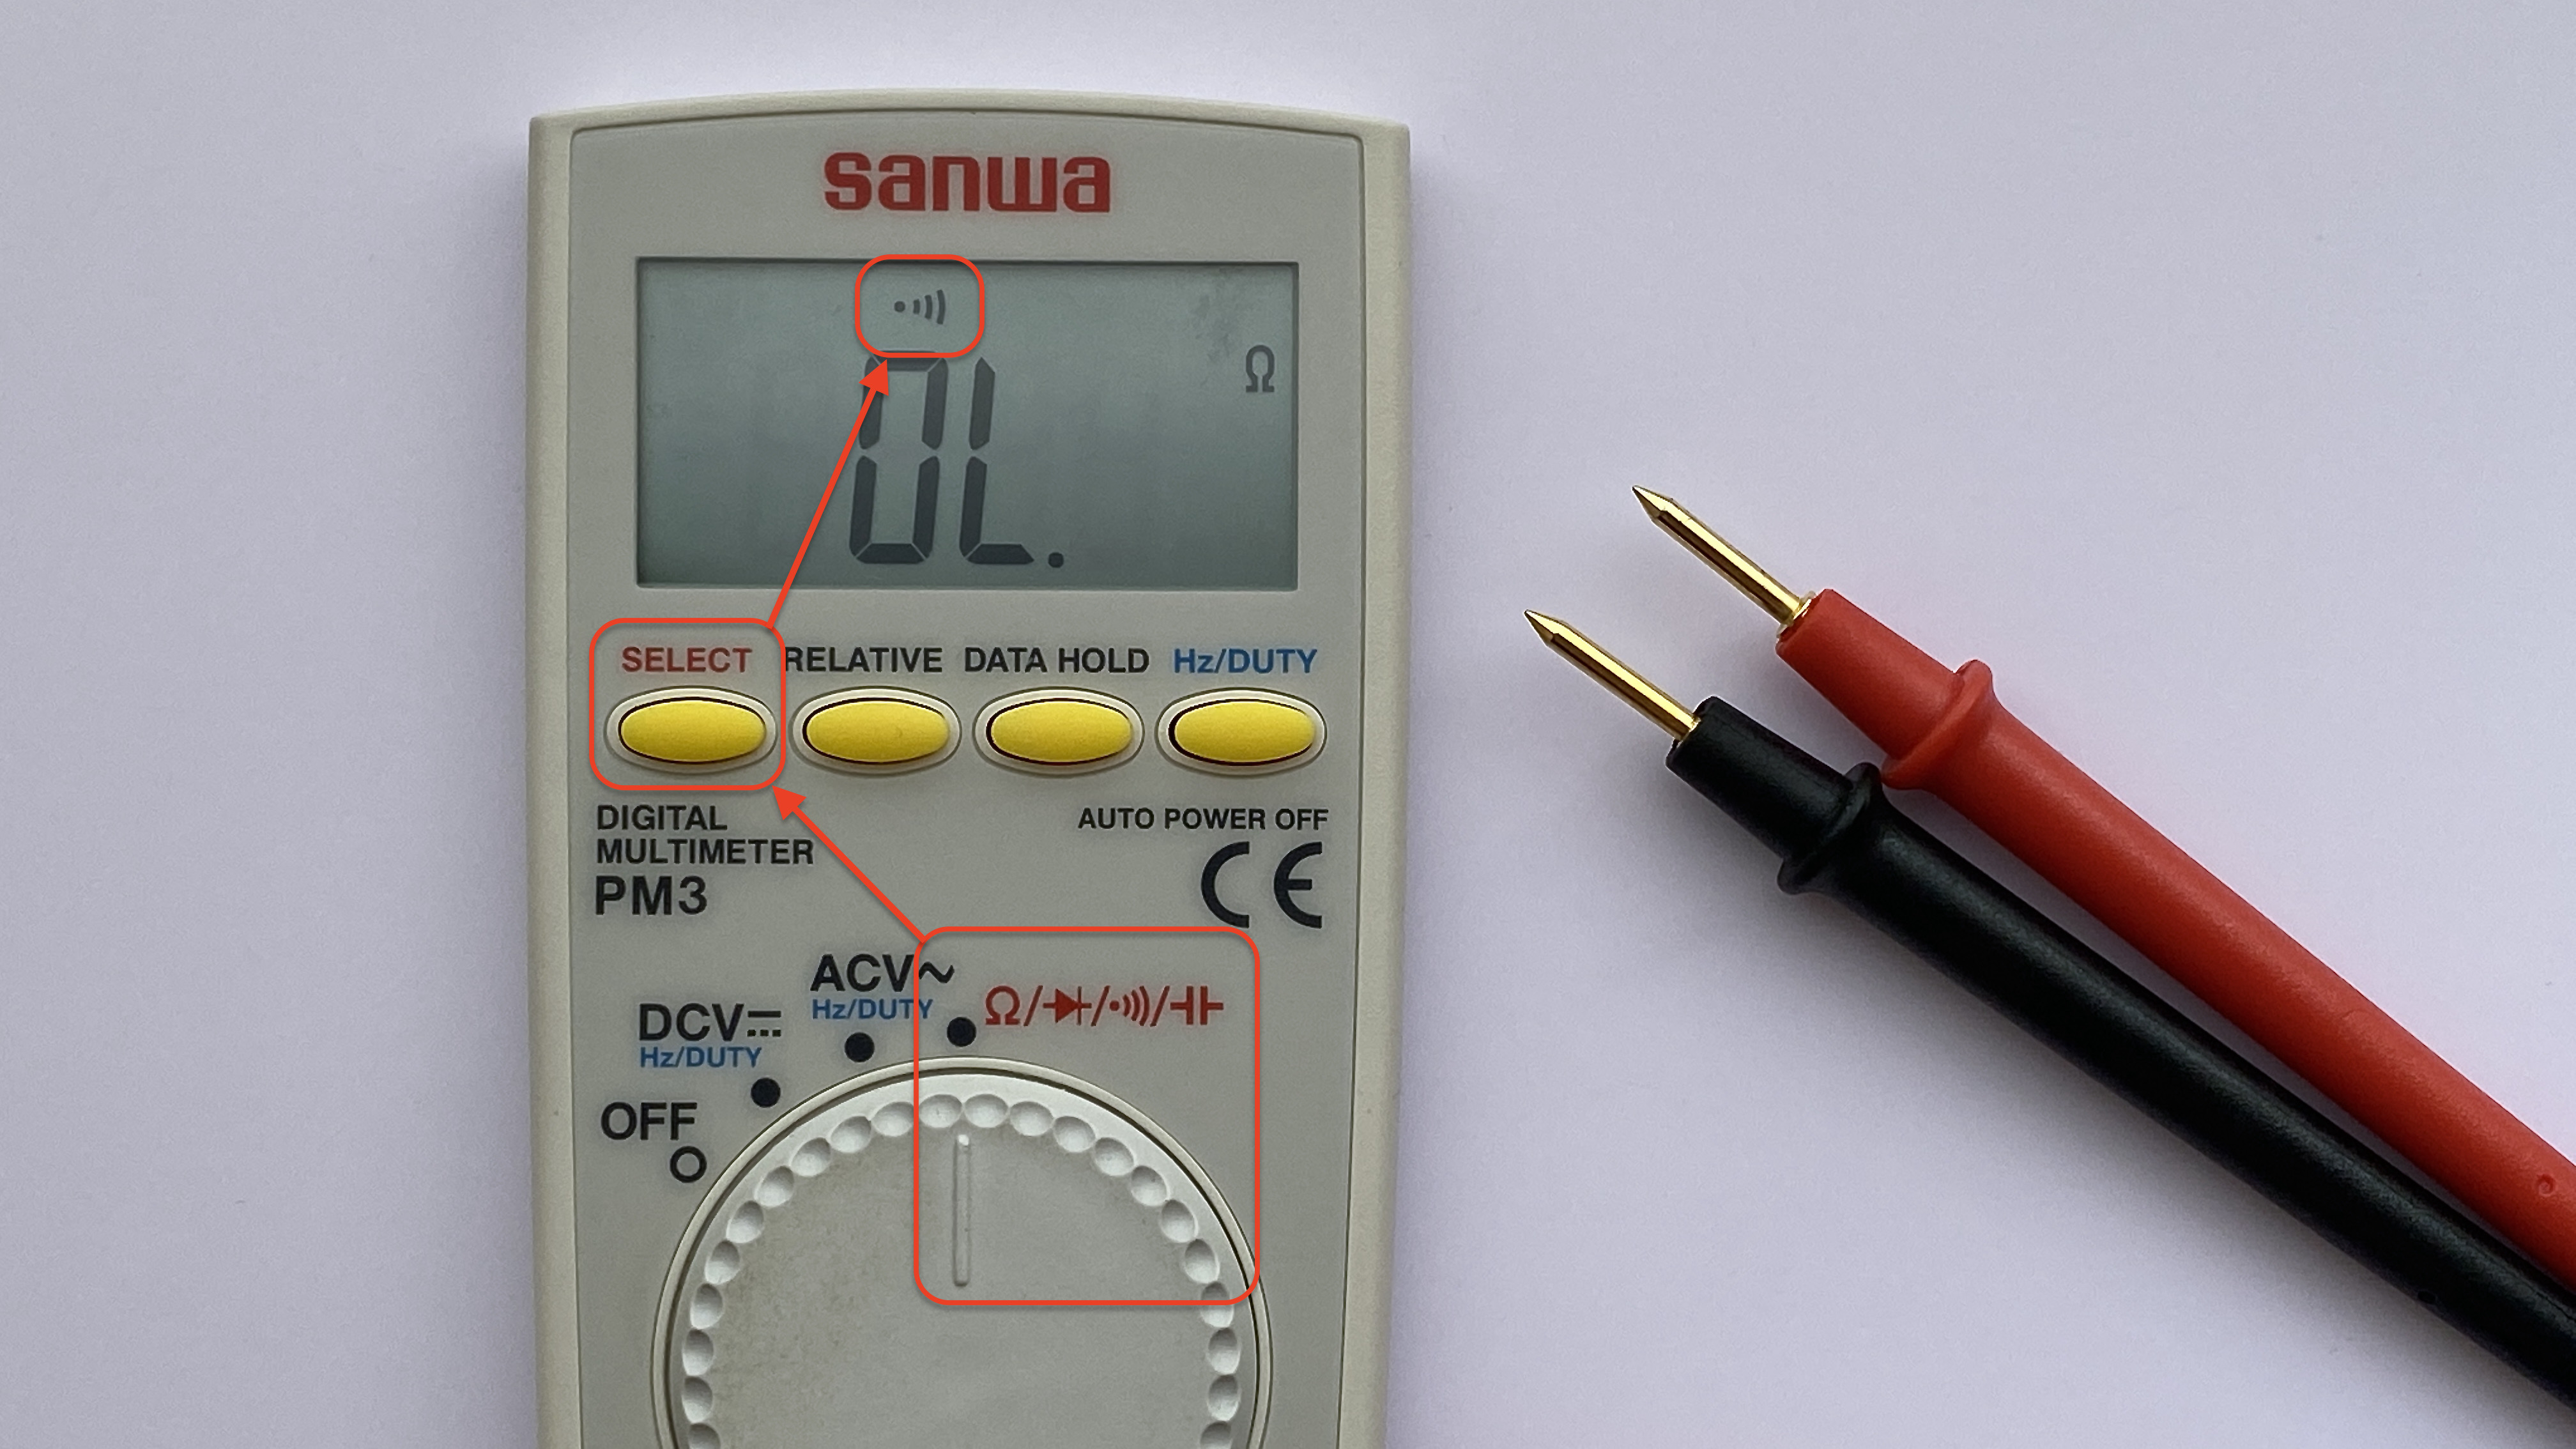 sanwa
Ω
OL.
SELECT RELATIVE DATA HOLD Hz/DUTY
DIGITAL
MULTIMETER
PM3
AUTO POWER OFF
CE
ACV~
Hz/DUTY
Ω/
DCV
Hz/DUTY
OFF